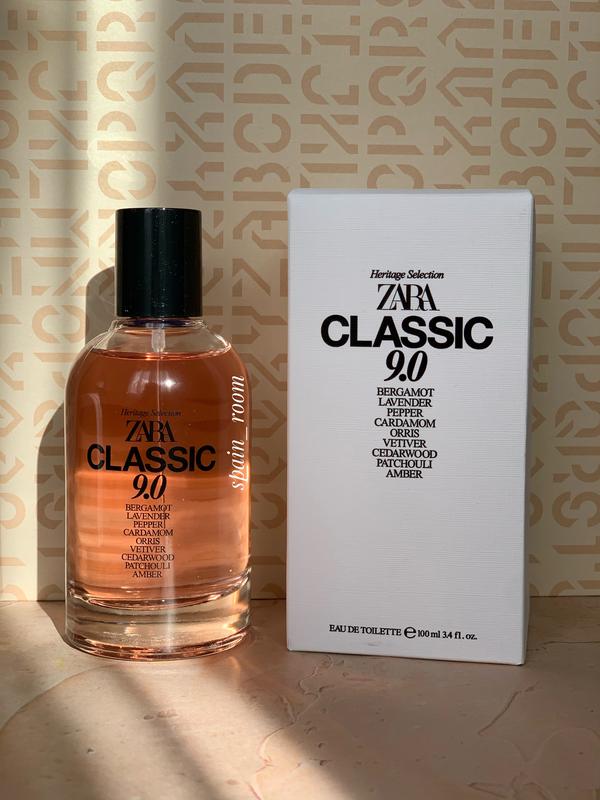 Heritage Selection
ZARA
CLASSIC
9.0
BERGAMOT
LAVENDER
PEPPER
CARDAMOM
ORRIS
VETIVER
CEDARWOOD
PATCHOULI
AMBER
spain room
Heritage Selection
ZARA
CLASSIC
9.0
BERGAMOT
LAVENDER
PEPPER
CARDAMOM
ORRIS
VETIVER
CEDARWOOD
PATCHOULI
AMBER
EAU DE TOILETTE ℮ 100 ml 3.4 fl. oz.